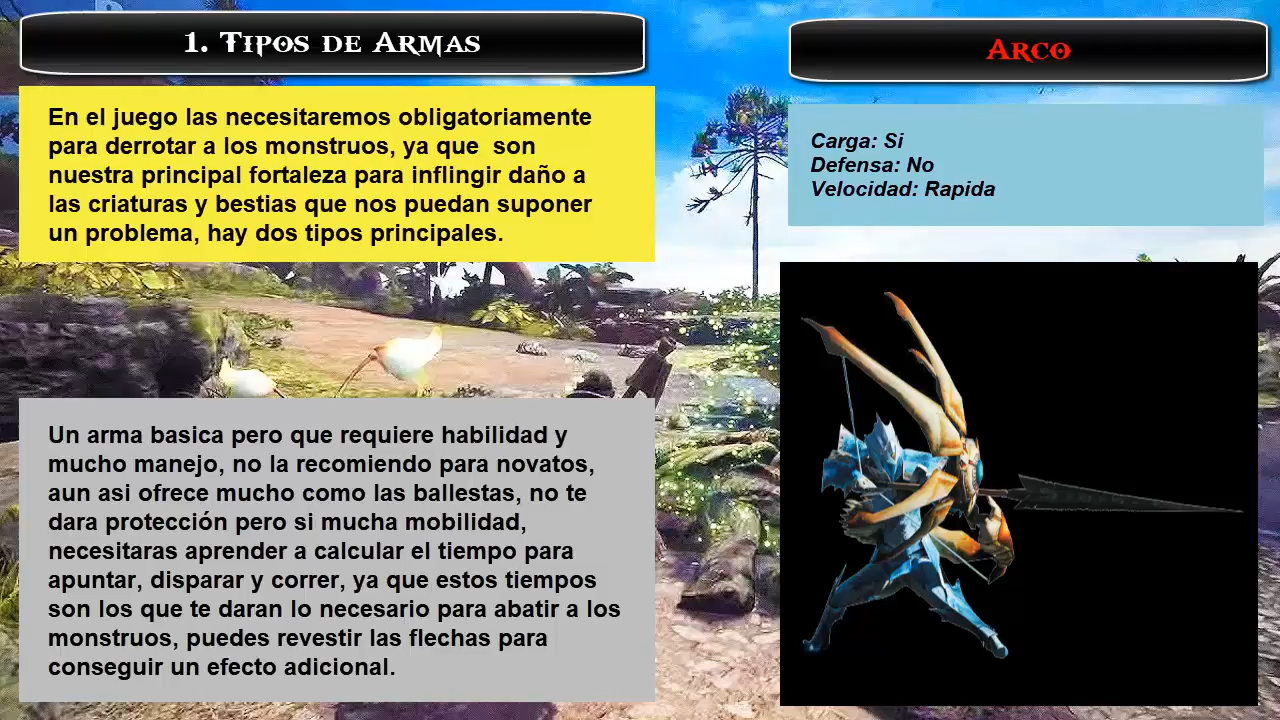 1. Tipos de Armas
En el juego las necesitaremos obligatoriamente
para derrotar a los monstruos, ya que  son
nuestra principal fortaleza para inflingir daño a
las criaturas y bestias que nos puedan suponer
un problema, hay dos tipos principales.
Un arma basica pero que requiere habilidad y
mucho manejo, no la recomiendo para novatos,
aun asi ofrece mucho como las ballestas, no te
dara protección pero si mucha mobilidad,
necesitaras aprender a calcular el tiempo para
apuntar, disparar y correr, ya que estos tiempos
son los que te daran lo necesario para abatir a los
monstruos, puedes revestir las flechas para
conseguir un efecto adicional.
Arco
Carga: Si
Defensa: No
Velocidad: Rapida